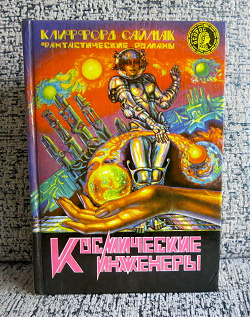 КЛИФФОРД САЙМАК
ФАНТАСТИЧЕСКИЕ РОМАНЫ
КОСМИЧЕСКИЕ
ИНЖЕНЕРЫ